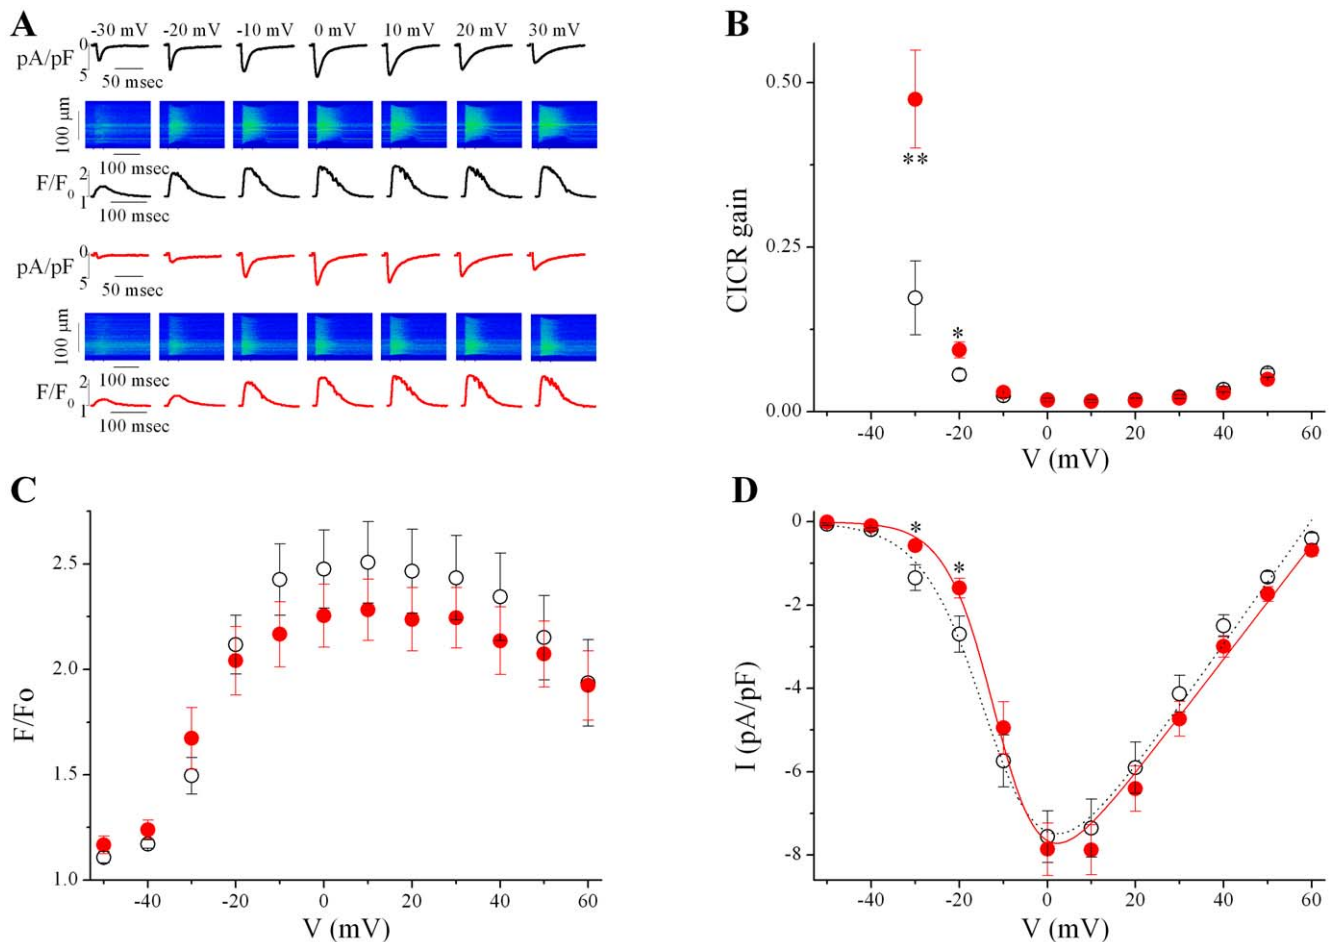 A
-30 mV -20 mV -10 mV 0 mV 10 mV 20 mV 30 mV
pA/pF 0
5 50 msec
100 µm
100 msec
F/F0 2
1 100 msec
pA/pF 0
5 50 msec
100 µm
100 msec
F/F0 2
1 100 msec
B
CICR gain
0.50
0.25
0.00
**
*
-40 -20 0 20 40 60
V (mV)
C
F/Fo
2.5
2.0
1.5
1.0
-40 -20 0 20 40 60
V (mV)
D
I (pA/pF)
0
-2
-4
-6
-8
*
*
-40 -20 0 20 40 60
V (mV)